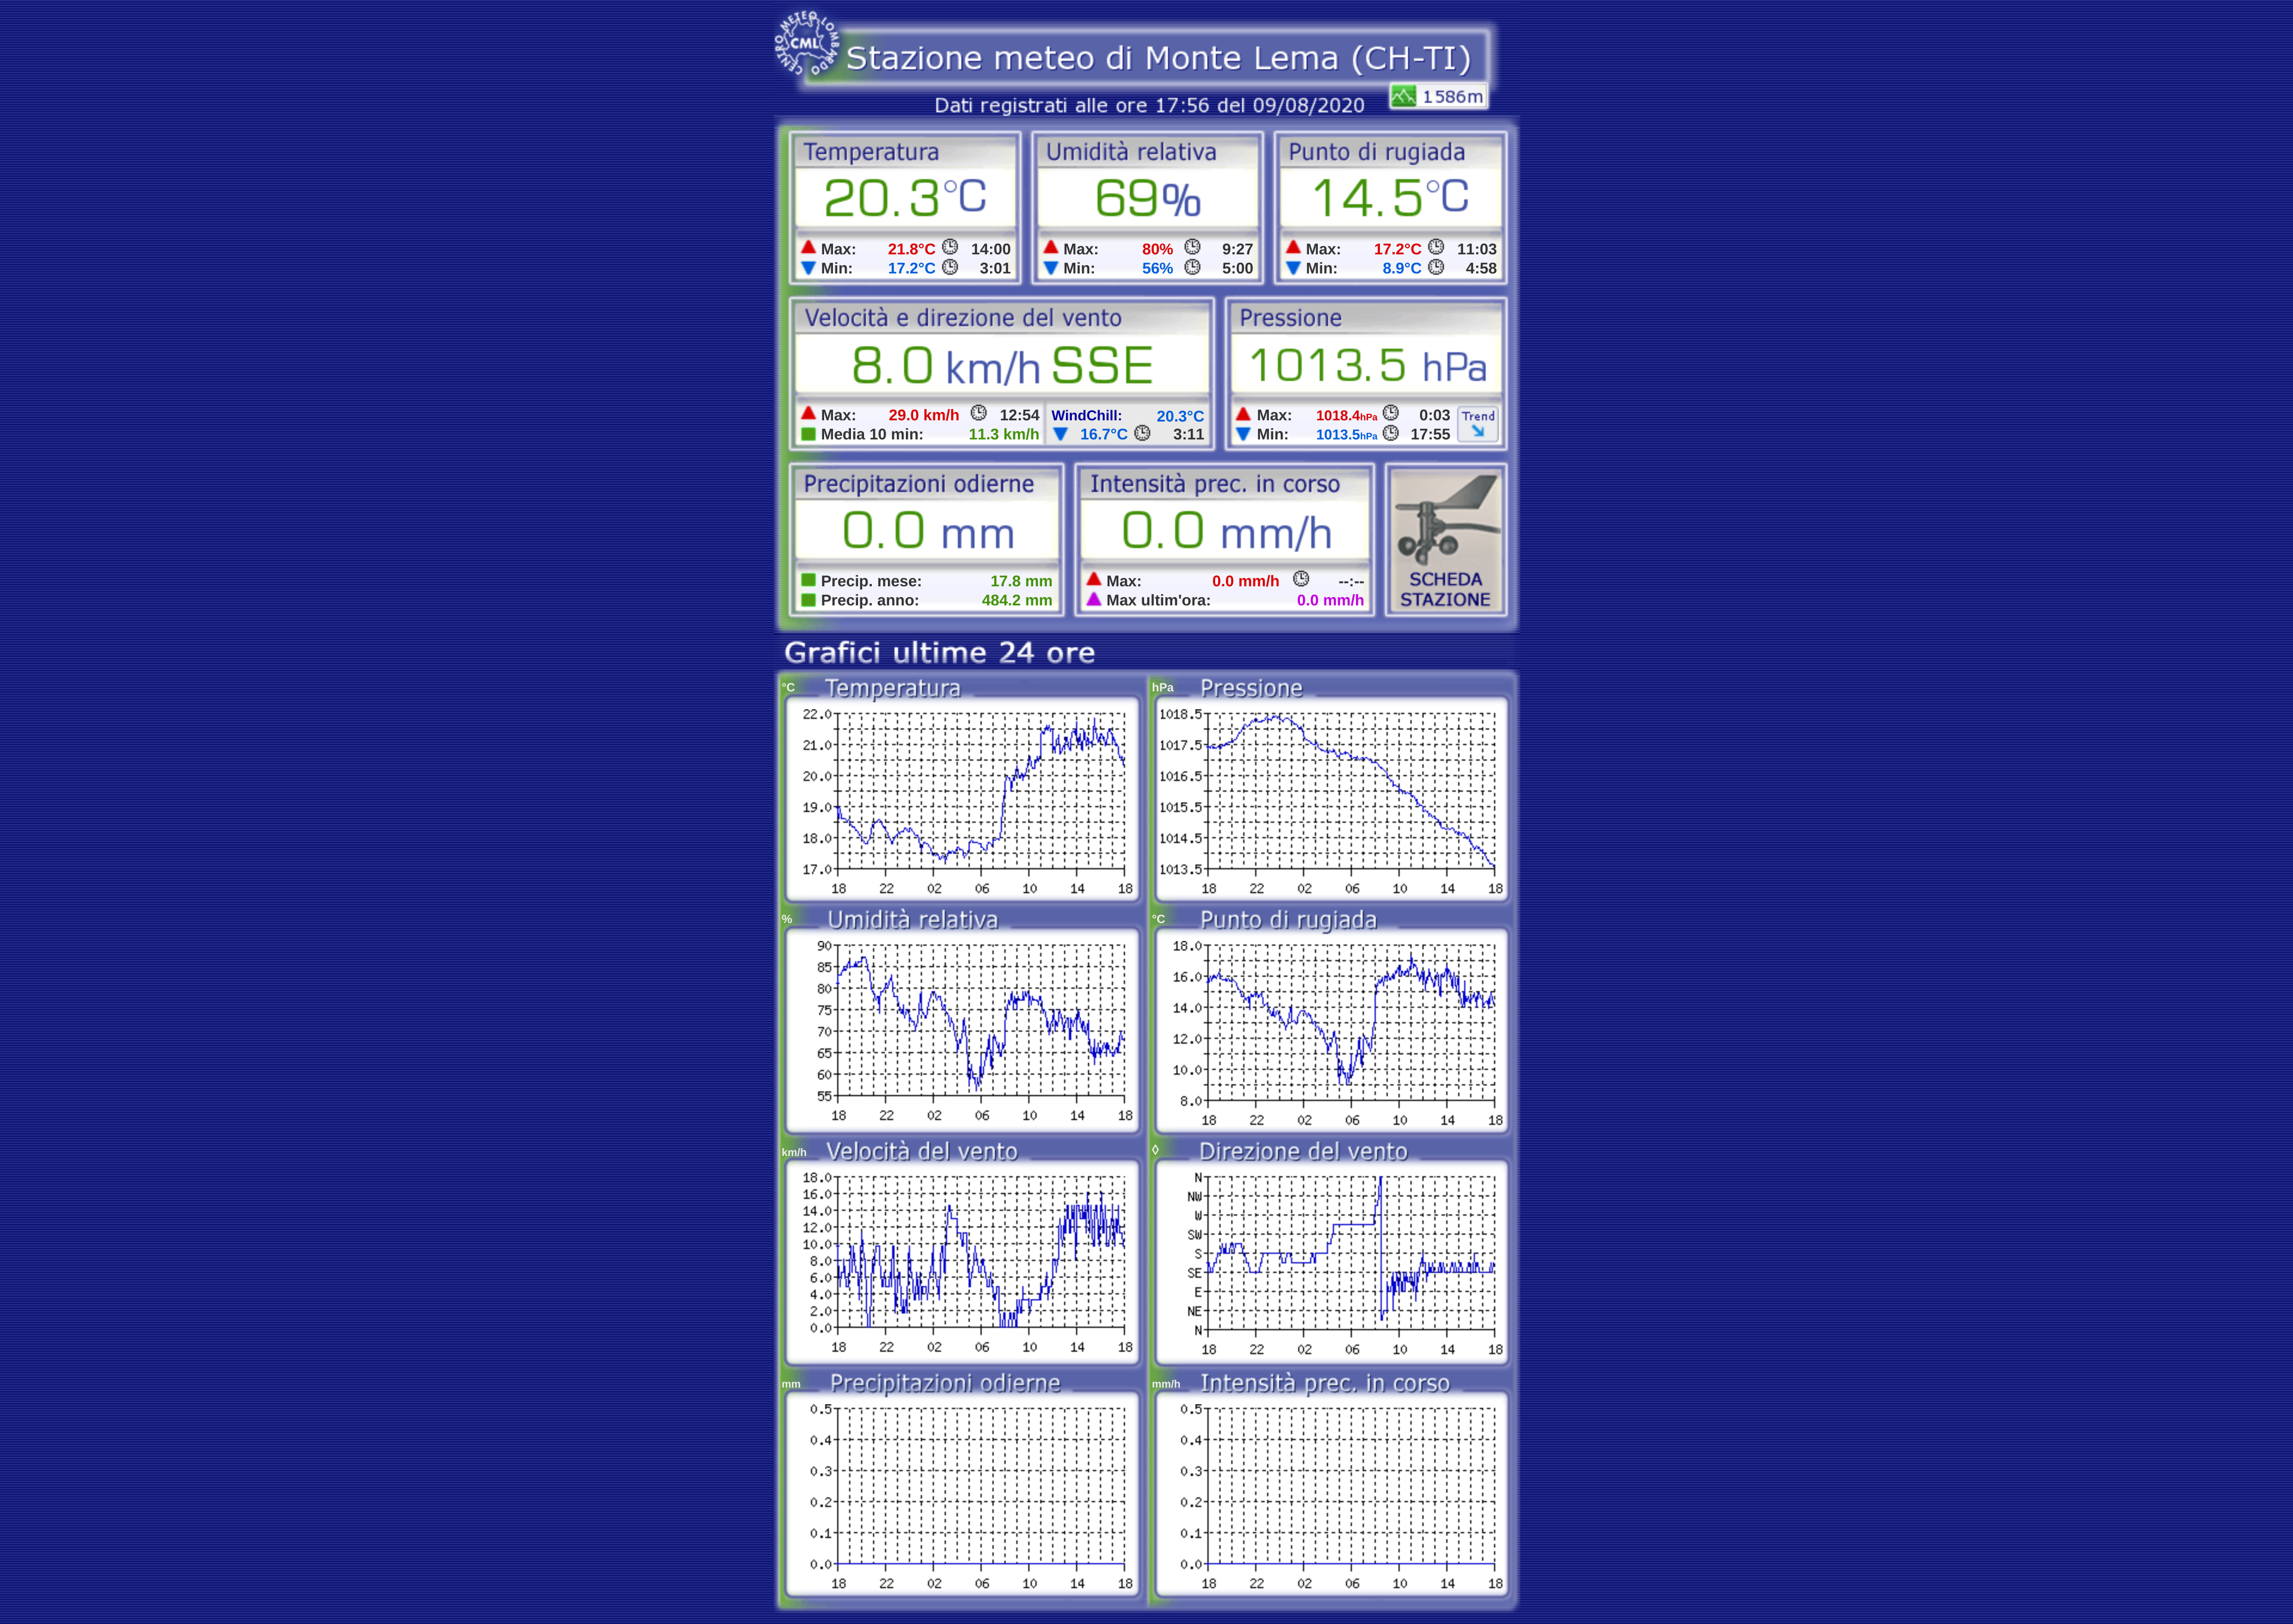 CENTRO METEO LOMBARDO
CML
Stazione meteo di Monte Lema (CH-TI)
1586m
Dati registrati alle ore 17:56 del 09/08/2020
Temperatura
20.3°C
Max: 21.8°C 14:00
Min: 17.2°C 3:01
Umidità relativa
69%
Max: 80% 9:27
Min: 56% 5:00
Punto di rugiada
14.5°C
Max: 17.2°C 11:03
Min: 8.9°C 4:58
Velocità e direzione del vento
8.0 km/h SSE
Max: 29.0 km/h 12:54
Media 10 min: 11.3 km/h
WindChill: 20.3°C
16.7°C 3:11
Pressione
1013.5 hPa
Max: 1018.4hPa 0:03
Min: 1013.5hPa 17:55
Trend
Precipitazioni odierne
0.0 mm
Precip. mese: 17.8 mm
Precip. anno: 484.2 mm
Intensità prec. in corso
0.0 mm/h
Max: 0.0 mm/h --:--
Max ultim'ora: 0.0 mm/h
SCHEDA
STAZIONE
Grafici ultime 24 ore
°C Temperatura
22.0
21.0
20.0
19.0
18.0
17.0
18 22 02 06 10 14 18
hPa Pressione
1018.5
1017.5
1016.5
1015.5
1014.5
1013.5
18 22 02 06 10 14 18
% Umidità relativa
90
85
80
75
70
65
60
55
18 22 02 06 10 14 18
°C Punto di rugiada
18.0
16.0
14.0
12.0
10.0
8.0
18 22 02 06 10 14 18
km/h Velocità del vento
18.0
16.0
14.0
12.0
10.0
8.0
6.0
4.0
2.0
0.0
18 22 02 06 10 14 18
◊ Direzione del vento
N
NW
W
SW
S
SE
E
NE
N
18 22 02 06 10 14 18
mm Precipitazioni odierne
0.5
0.4
0.3
0.2
0.1
0.0
18 22 02 06 10 14 18
mm/h Intensità prec. in corso
0.5
0.4
0.3
0.2
0.1
0.0
18 22 02 06 10 14 18